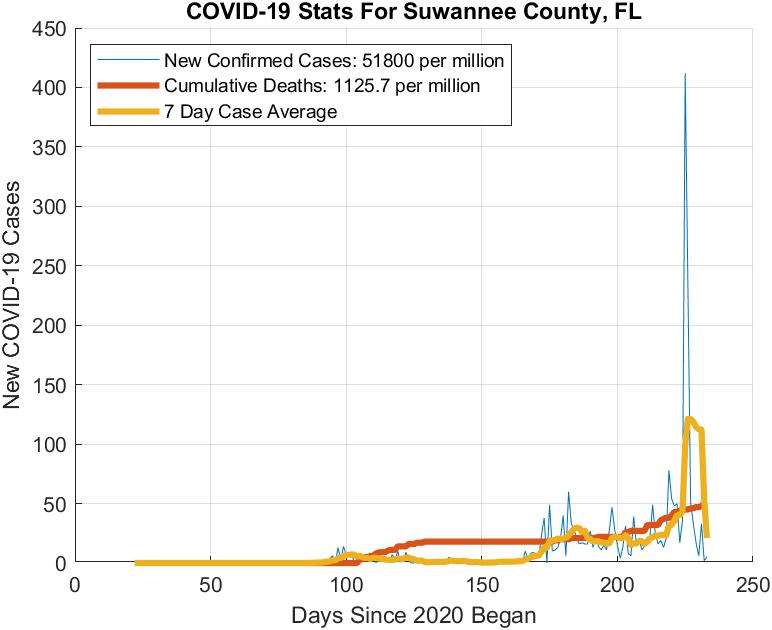 COVID-19 Stats For Suwannee County, FL
New Confirmed Cases: 51800 per million
Cumulative Deaths: 1125.7 per million
7 Day Case Average
New COVID-19 Cases
450
400
350
300
250
200
150
100
50
0
0 50 100 150 200 250
Days Since 2020 Began